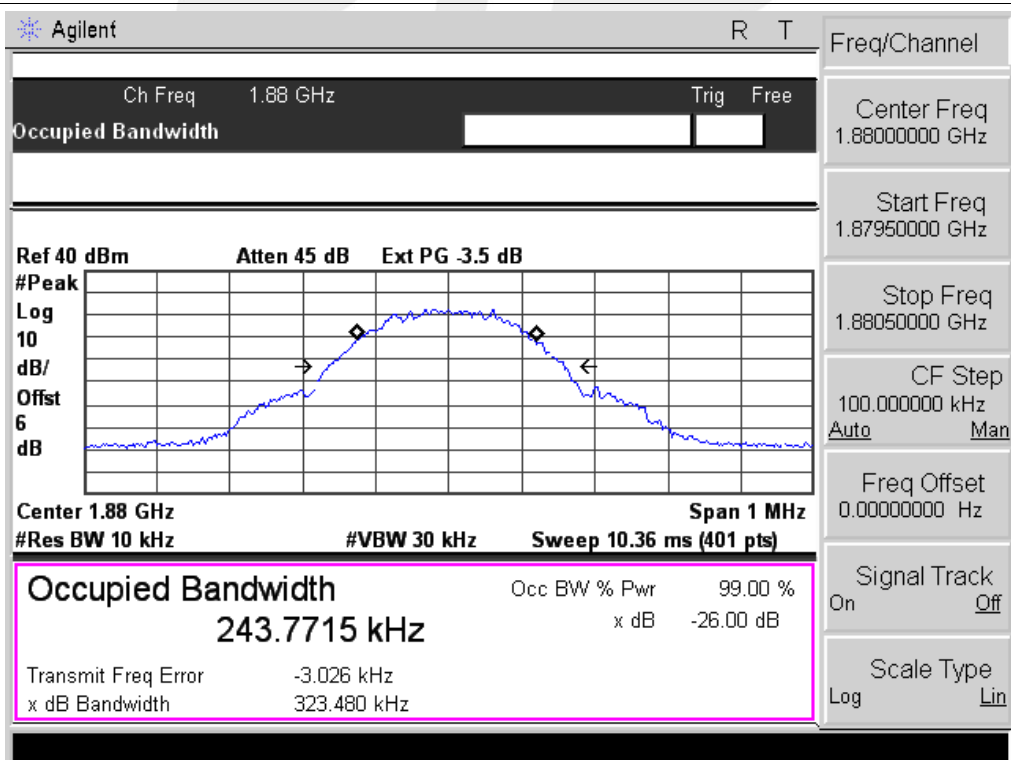 Agilent R T
Ch Freq 1.88 GHz Trig Free
Occupied Bandwidth
Ref 40 dBm Atten 45 dB Ext PG -3.5 dB
#Peak
Log
10
dB/
Offst
6
dB
Center 1.88 GHz Span 1 MHz
#Res BW 10 kHz #VBW 30 kHz Sweep 10.36 ms (401 pts)
Occupied Bandwidth
243.7715 kHz
Occ BW % Pwr 99.00 %
x dB -26.00 dB
Transmit Freq Error -3.026 kHz
x dB Bandwidth 323.480 kHz
Freq/Channel
Center Freq
1.88000000 GHz
Start Freq
1.87950000 GHz
Stop Freq
1.88050000 GHz
CF Step
100.000000 kHz
Auto Man
Freq Offset
0.00000000 Hz
Signal Track
On Off
Scale Type
Log Lin